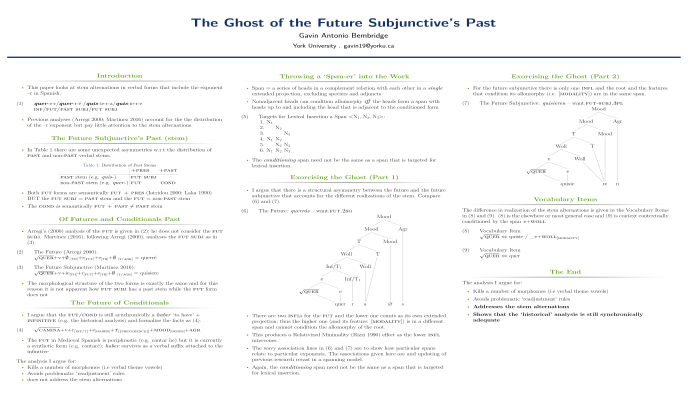 The Ghost of the Future Subjunctive's Past
Gavin Antonio Bembridge
York University . gavin19@yorku.ca
Introduction
This poster looks at stem alternations in verbal forms that include the exponent
-r in Spanish.
(1)
INF/FUT/PAST SUBJ/FUT SUBJ
Previous analyses (Arregi 2000; Martinez 2016) account for the the distribution
of the -r exponent but pay little attention to the stem alternations.
The Future Subjunctive's Past (stem)
In Table 1 there are some unexpected asymmetries w.r.t the distribution of
PAST and non-PAST verbal stems.
Table 1. Distribution of Past Stems
+PRES +PAST
PAST stem (e.g. quis-) FUT SUBJ
non-PAST stem (e.g. quer-) FUT COND
Both FUT forms are semantically FUT + PRES (Iatridou 2000; Laka 1990)
BUT the FUT SUBJ = PAST stem and the FUT = non-PAST stem
The COND is semantically FUT + PAST ≠ PAST stem
Of Futures and Conditionals Past
Arregi's (2000) analysis of the FUT is given in (2); he does not consider the FUT
SUBJ. Martinez (2016), following Arregi (2000), analyses the FUT SUBJ as in
(3).
(2) The Future (Arregi 2000):
(3) The Future Subjunctive (Martinez 2016):
The morphological structure of the two forms is exactly the same and for this
reason it is not apparent how FUT SUBJ has a past stem while the FUT form
does not
The Future of Conditionals
I argue that the FUT/COND is still synchronically a haber 'to have' +
INFINITIVE (e.g. the historical) analysis and formalize the facts as (4).
(4)
The FUT in Medieval Spanish is periphrastic (e.g. cantar he) but it is currently
a synthetic form (e.g. cantaré); haber survives as a verbal suffix attached to the
infinitive
The analysis I argue for:
Kills a number of morphemes (i.e verbal theme vowels)
Avoids problematic 'readjustment' rules
does not address the stem alternations
Throwing a 'Span-er' into the Work
Span = a series of heads in a complement relation with each other in a single
extended projection, excluding specifiers and adjuncts
Nonadjacent heads can condition allomorphy iff the heads form a span with
heads up to and including the head that is adjacent to the conditioned form
(5) Targets for Lexical Insertion a Span <N₁, N₂, N₃>:
1. N₁
2. N₂
3. N₃
4. N₁ N₂
5. N₂ N₃
6. N₁ N₂ N₃
The conditioning span need not be the same as a span that is targeted for
lexical insertion.
Exorcising the Ghost (Part 1)
I argue that there is a structural asymmetry between the future and the future
subjunctive that accounts for the different realizations of the stem. Compare
(6) and (7).
(6) The Future: querrás - want.FUT.2SG
Mood
Mood Agr
T Mood
Woll T
Inf/T₁ Woll
v Inf/T₁
√QUER v
quer r a s
There are two INFLs for the FUT and the lower one counts as its own extended
projection; thus the higher one (and its feature [MODALITY]) is in a different
span and cannot condition the allomorphy of the root.
This produces a Relativized Minimality (Rizzi 1990) effect as the lower INFL
intervenes.
The wavy association lines in (6) and (7) are to show how particular spans
relate to particular exponents. The associations given here are and updating of
previous research recast in a spanning model.
Again, the conditioning span need not be the same as a span that is targeted
for lexical insertion.
Exorcising the Ghost (Part 2)
For the future subjunctive there is only one INFL and the root and the features
that condition its allomorphy (i.e. [MODALITY]) are in the same span.
(7) The Future Subjunctive: quisieren - want.FUT-SUBJ.3PL
Mood
Mood Agr
T Mood
Woll T
v Woll
√QUER v
quisie re n
Vocabulary Items
The difference in realization of the stem alternations is given in the Vocabulary Items
in (8) and (9). (8) is the elsewhere or most general case and (9) is context contextually
conditioned by the span in v+WOLL.
(8) Vocabulary Item
(9) Vocabulary Item
√QUER ⇔ quer
The End
The analysis I argue for:
Kills a number of morphemes (i.e verbal theme vowels)
Avoids problematic 'readjustment' rules
Addresses the stem alternations
Shows that the 'historical' analysis is still synchronically
adequate